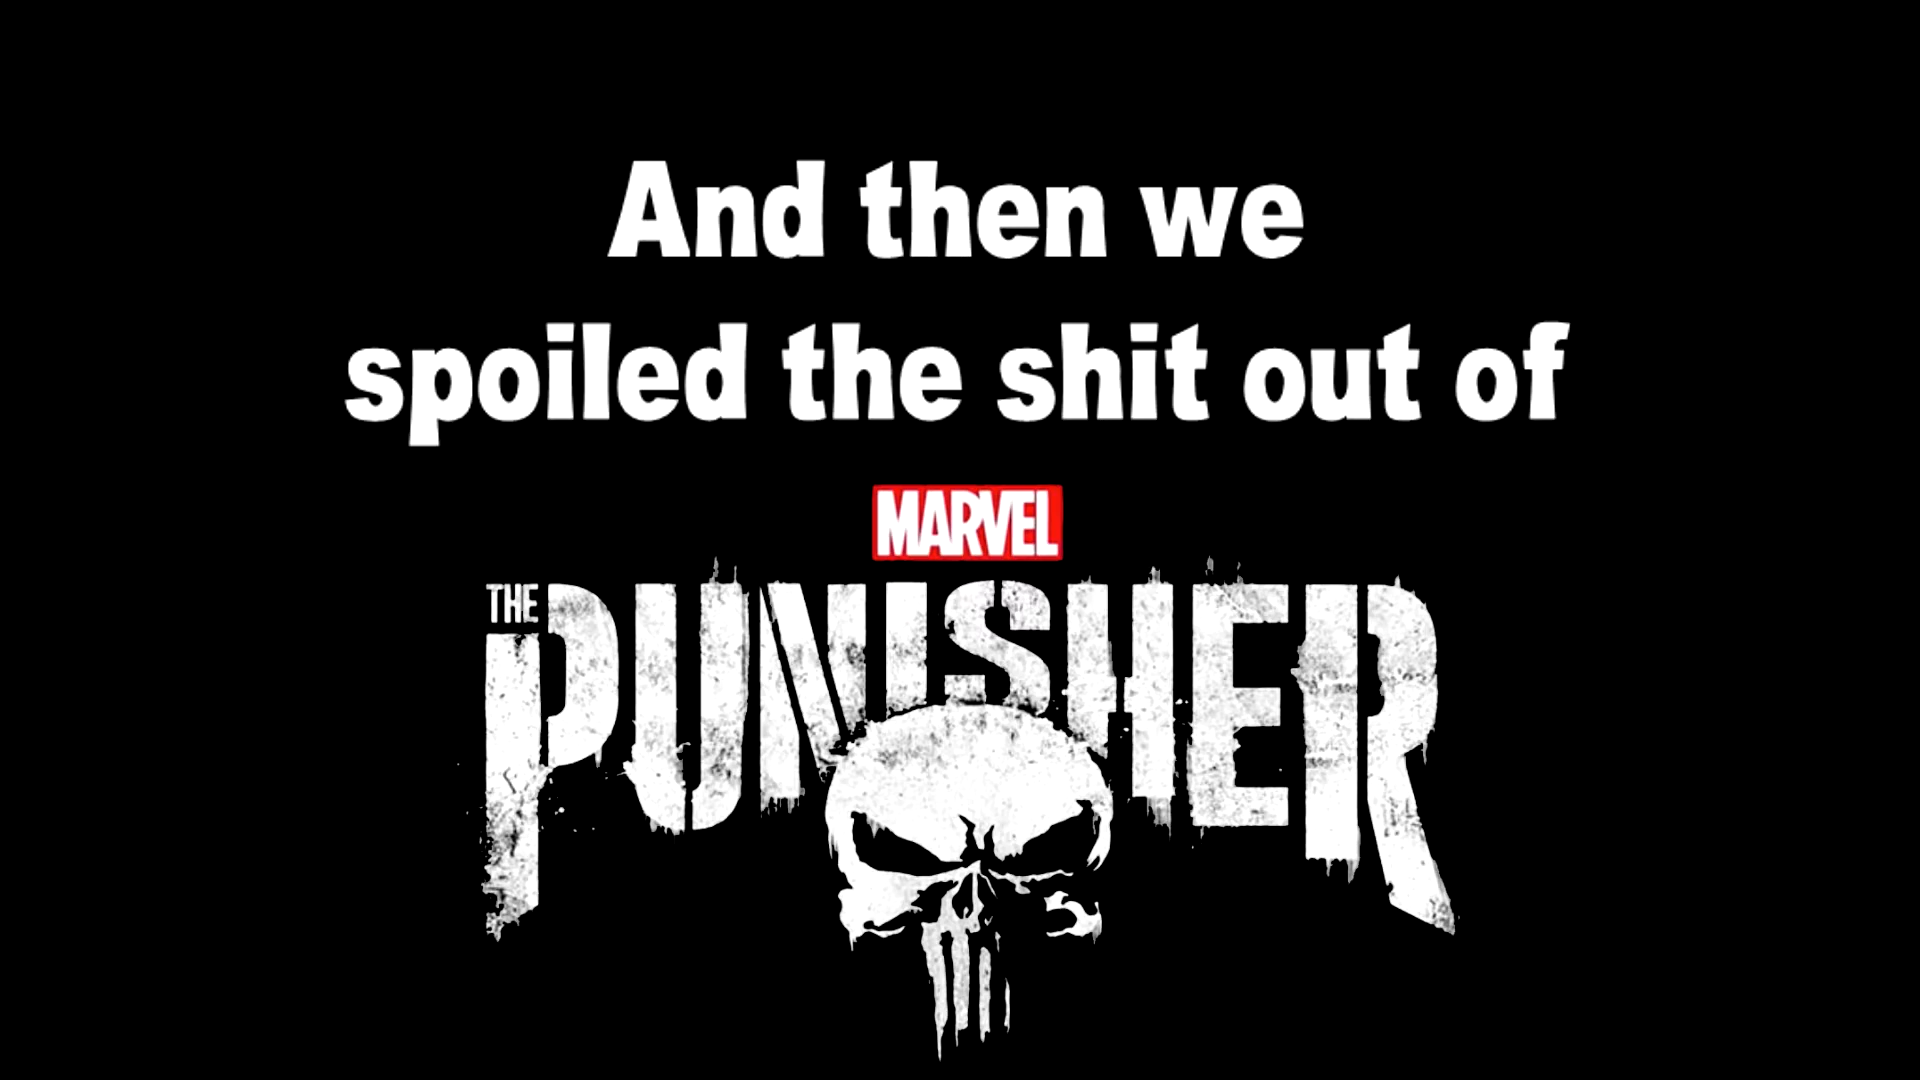 And then we
spoiled the shit out of
MARVEL
THE
PUNISHER